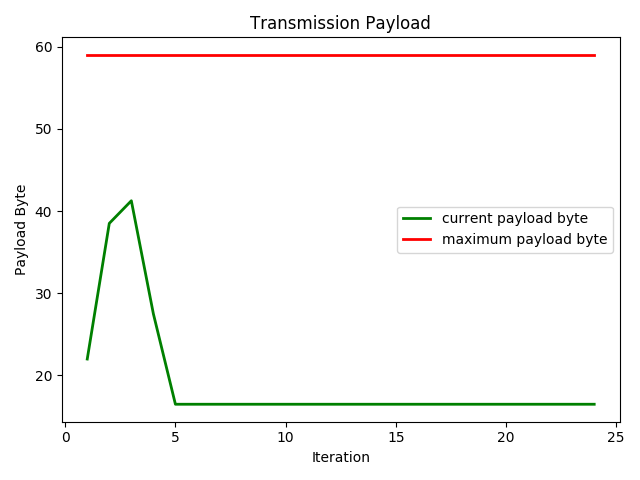 Transmission Payload
60
50
40
30
20
Payload Byte
current payload byte
maximum payload byte
0 5 10 15 20 25
Iteration